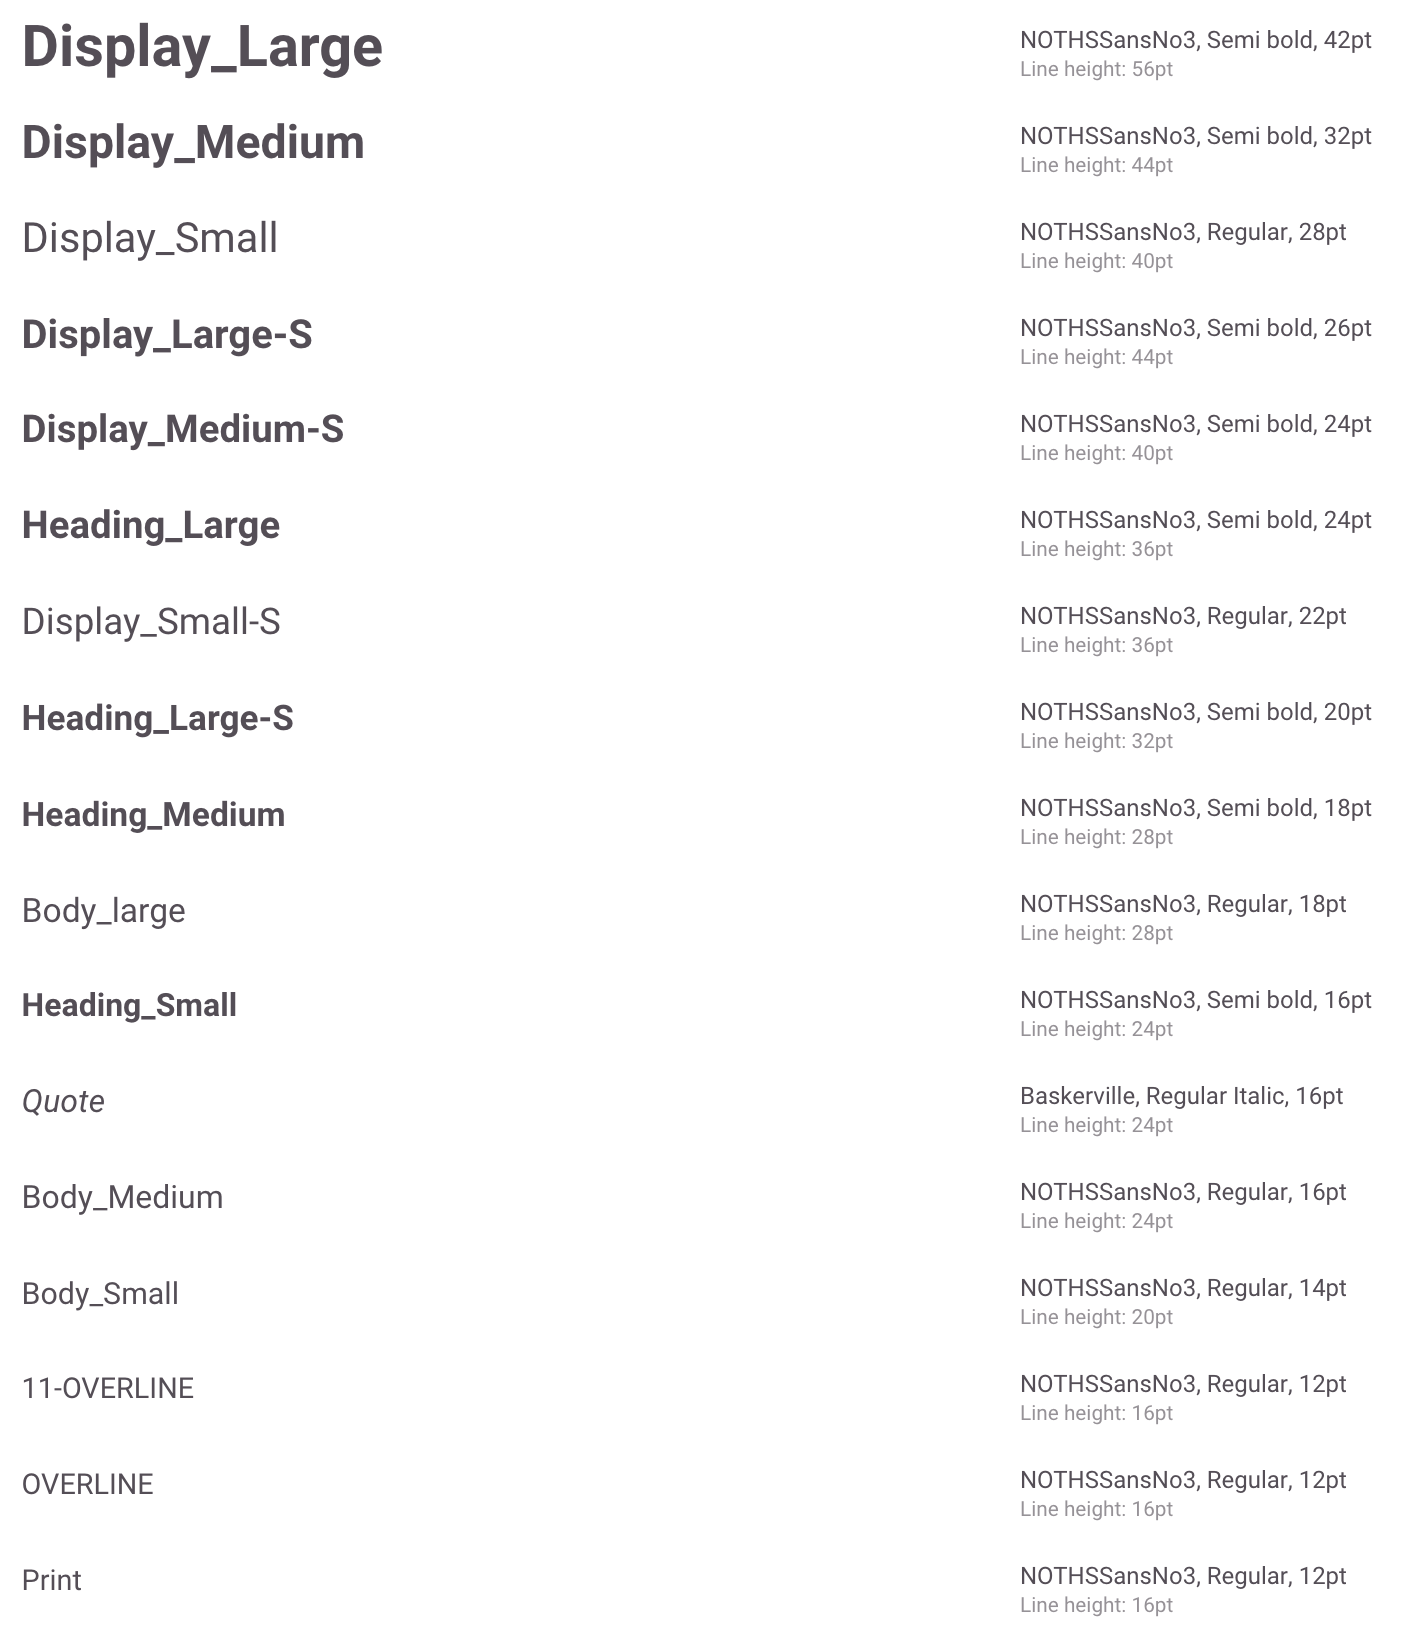 Display_Large
NOTHSSansNo3, Semi bold, 42pt
Line height: 56pt
Display_Medium
NOTHSSansNo3, Semi bold, 32pt
Line height: 44pt
Display_Small
NOTHSSansNo3, Regular, 28pt
Line height: 40pt
Display_Large-S
NOTHSSansNo3, Semi bold, 26pt
Line height: 44pt
Display_Medium-S
NOTHSSansNo3, Semi bold, 24pt
Line height: 40pt
Heading_Large
NOTHSSansNo3, Semi bold, 24pt
Line height: 36pt
Display_Small-S
NOTHSSansNo3, Regular, 22pt
Line height: 36pt
Heading_Large-S
NOTHSSansNo3, Semi bold, 20pt
Line height: 32pt
Heading_Medium
NOTHSSansNo3, Semi bold, 18pt
Line height: 28pt
Body_large
NOTHSSansNo3, Regular, 18pt
Line height: 28pt
Heading_Small
NOTHSSansNo3, Semi bold, 16pt
Line height: 24pt
Quote
Baskerville, Regular Italic, 16pt
Line height: 24pt
Body_Medium
NOTHSSansNo3, Regular, 16pt
Line height: 24pt
Body_Small
NOTHSSansNo3, Regular, 14pt
Line height: 20pt
11-OVERLINE
NOTHSSansNo3, Regular, 12pt
Line height: 16pt
OVERLINE
NOTHSSansNo3, Regular, 12pt
Line height: 16pt
Print
NOTHSSansNo3, Regular, 12pt
Line height: 16pt